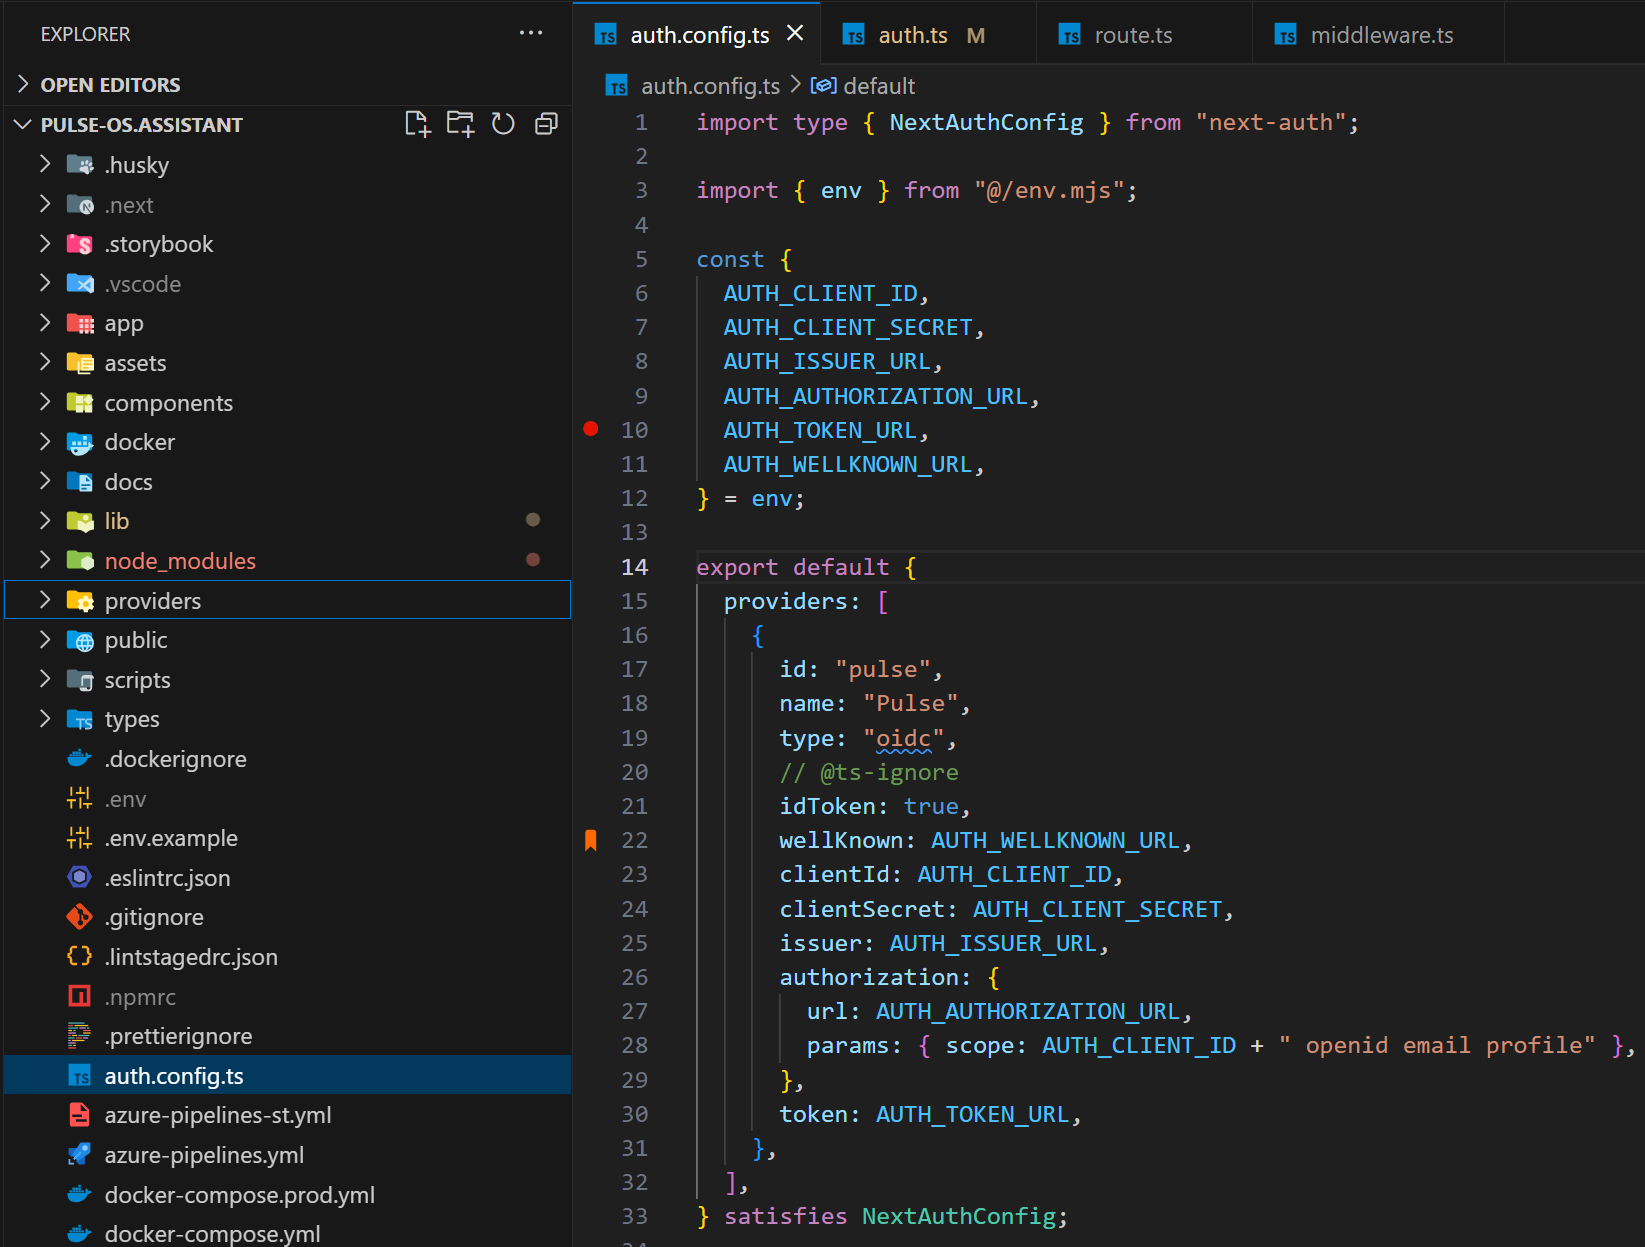 EXPLORER
OPEN EDITORS
PULSE-OS.ASSISTANT
.husky
.next
.storybook
.vscode
app
assets
components
docker
docs
lib
node_modules
providers
public
scripts
types
.dockerignore
.env
.env.example
.eslintrc.json
.gitignore
.lintstagedrc.json
.npmrc
.prettierignore
auth.config.ts
azure-pipelines-st.yml
azure-pipelines.yml
docker-compose.prod.yml
docker-compose.yml
TS auth.config.ts
TS auth.ts M
TS route.ts
TS middleware.ts
TS auth.config.ts > default
1 import type { NextAuthConfig } from "next-auth";
2
3 import { env } from "@/env.mjs";
4
5 const {
6 AUTH_CLIENT_ID,
7 AUTH_CLIENT_SECRET,
8 AUTH_ISSUER_URL,
9 AUTH_AUTHORIZATION_URL,
10 AUTH_TOKEN_URL,
11 AUTH_WELLKNOWN_URL,
12 } = env;
13
14 export default {
15 providers: [
16 {
17 id: "pulse",
18 name: "Pulse",
19 type: "oidc",
20 // @ts-ignore
21 idToken: true,
22 wellKnown: AUTH_WELLKNOWN_URL,
23 clientId: AUTH_CLIENT_ID,
24 clientSecret: AUTH_CLIENT_SECRET,
25 issuer: AUTH_ISSUER_URL,
26 authorization: {
27 url: AUTH_AUTHORIZATION_URL,
28 params: { scope: AUTH_CLIENT_ID + " openid email profile" },
29 },
30 token: AUTH_TOKEN_URL,
31 },
32 ],
33 } satisfies NextAuthConfig;